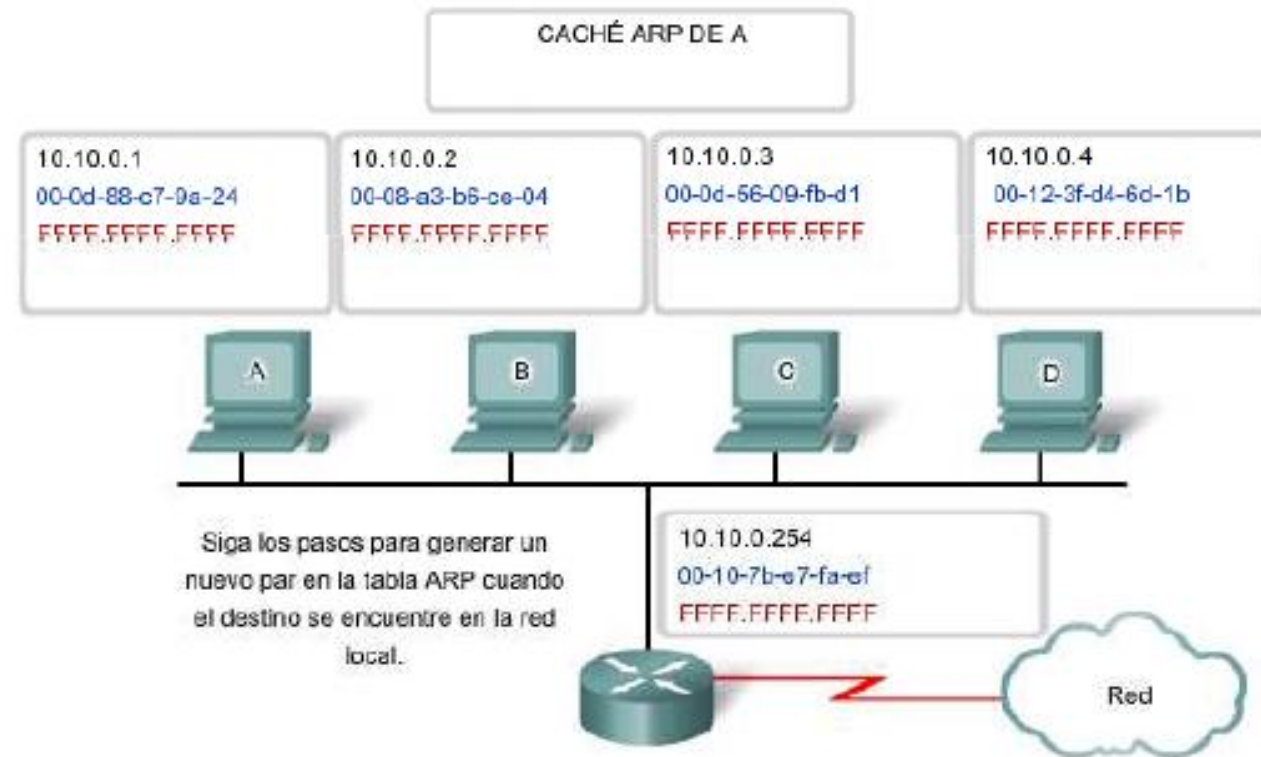 CACHÉ ARP DE A
10.10.0.1
00-0d-88-c7-9a-24
FFFF.FFFF.FFFF
10.10.0.2
00-08-a3-b6-ce-04
FFFF.FFFF.FFFF
10.10.0.3
00-0d-56-09-fb-d1
FFFF.FFFF.FFFF
10.10.0.4
00-12-3f-d4-6d-1b
FFFF.FFFF.FFFF
A
B
C
D
Siga los pasos para generar un
nuevo par en la tabla ARP cuando
el destino se encuentre en la red
local.
10.10.0.254
00-10-7b-e7-fa-ef
FFFF.FFFF.FFFF
Red